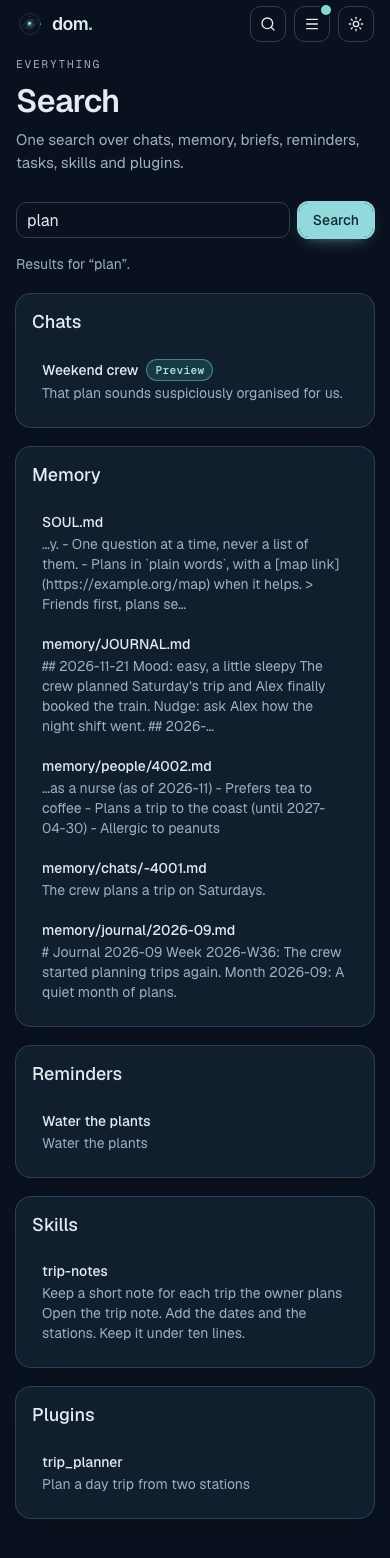 dom.
EVERYTHING
Search
One search over chats, memory, briefs, reminders,
tasks, skills and plugins.
plan
Search
Results for “plan”.
Chats
Weekend crew Preview
That plan sounds suspiciously organised for us.
Memory
SOUL.md
…y. - One question at a time, never a list of
them. - Plans in `plain words`, with a [map link]
(https://example.org/map) when it helps. >
Friends first, plans se…
memory/JOURNAL.md
## 2026-11-21 Mood: easy, a little sleepy The
crew planned Saturday's trip and Alex finally
booked the train. Nudge: ask Alex how the
night shift went. ## 2026-…
memory/people/4002.md
…as a nurse (as of 2026-11) - Prefers tea to
coffee - Plans a trip to the coast (until 2027-
04-30) - Allergic to peanuts
memory/chats/-4001.md
The crew plans a trip on Saturdays.
memory/journal/2026-09.md
# Journal 2026-09 Week 2026-W36: The crew
started planning trips again. Month 2026-09: A
quiet month of plans.
Reminders
Water the plants
Water the plants
Skills
trip-notes
Keep a short note for each trip the owner plans
Open the trip note. Add the dates and the
stations. Keep it under ten lines.
Plugins
trip_planner
Plan a day trip from two stations